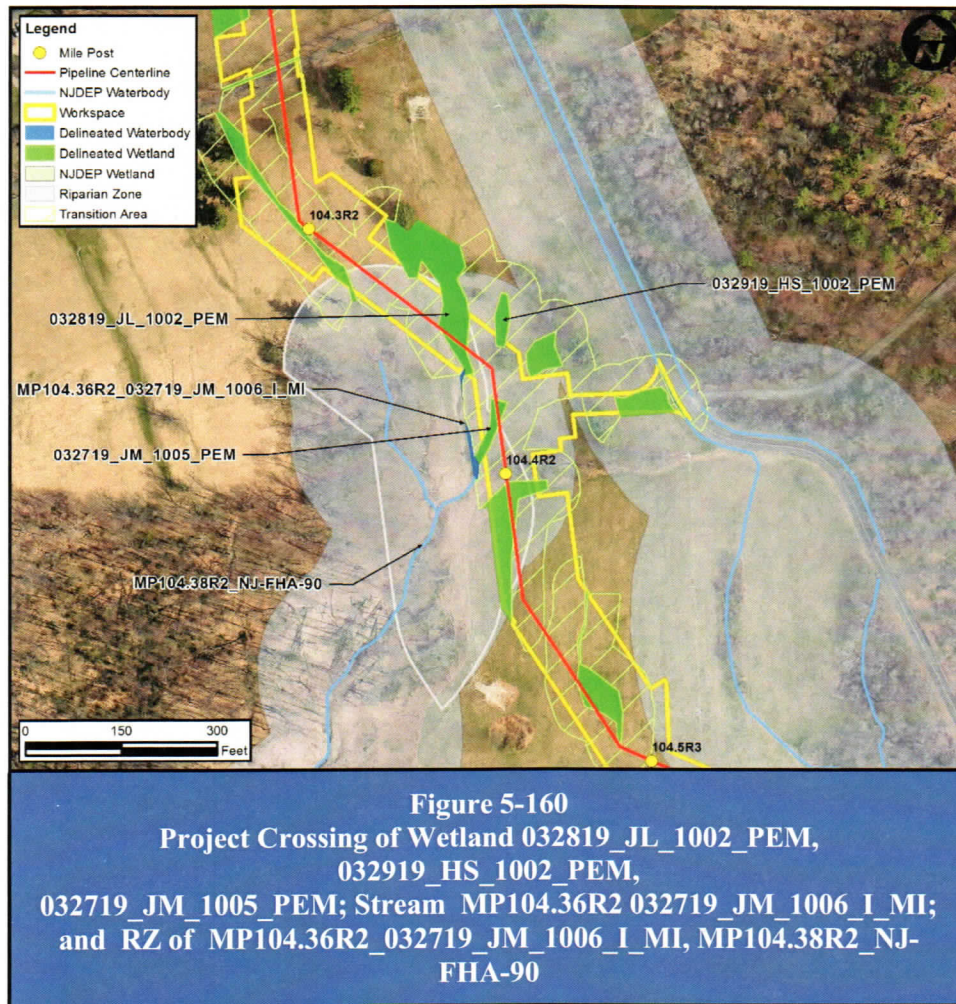 Legend
Mile Post
Pipeline Centerline
NJDEP Waterbody
Workspace
Delineated Waterbody
Delineated Wetland
NJDEP Wetland
Riparian Zone
Transition Area
N
104.3R2
032919_HS_1002_PEM
032819_JL_1002_PEM
MP104.36R2_032719_JM_1006_I_MI
032719_JM_1005_PEM
104.4R2
MP104.38R2_NJ-FHA-90
104.5R3
0 150 300
Feet
Figure 5-160
Project Crossing of Wetland 032819_JL_1002_PEM,
032919_HS_1002_PEM,
032719_JM_1005_PEM; Stream MP104.36R2 032719_JM_1006_I_MI;
and RZ of MP104.36R2_032719_JM_1006_I_MI, MP104.38R2_NJ-
FHA-90